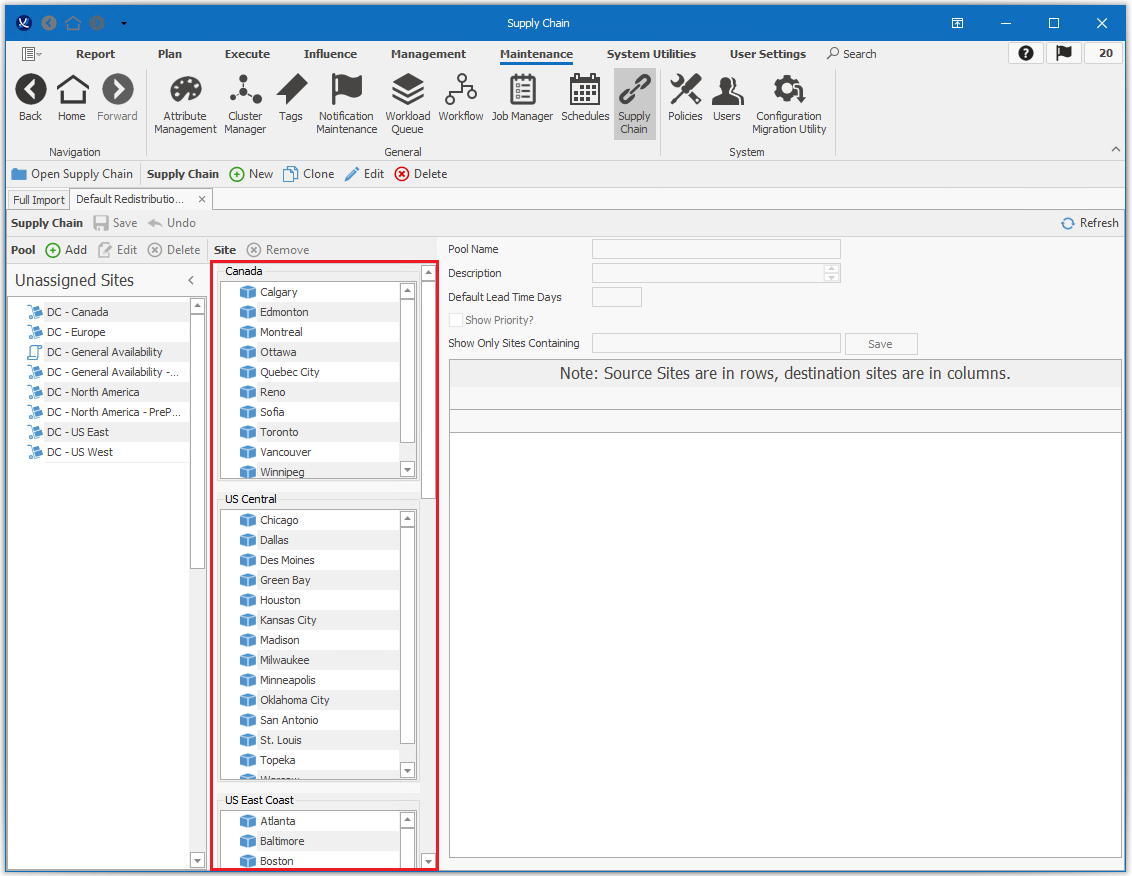 Supply Chain
Report Plan Execute Influence Management Maintenance System Utilities User Settings Search 20
Back Home Forward Attribute Management Cluster Manager Tags Notification Maintenance Workload Queue Workflow Job Manager Schedules Supply Chain Policies Users Configuration Migration Utility
Navigation General System
Open Supply Chain Supply Chain New Clone Edit Delete
Full Import Default Redistributio...
Supply Chain Save Undo Refresh
Pool Add Edit Delete Site Remove
Unassigned Sites
DC - Canada
DC - Europe
DC - General Availability
DC - General Availability -...
DC - North America
DC - North America - PreP...
DC - US East
DC - US West
Canada
Calgary
Edmonton
Montreal
Ottawa
Quebec City
Reno
Sofia
Toronto
Vancouver
Winnipeg
US Central
Chicago
Dallas
Des Moines
Green Bay
Houston
Kansas City
Madison
Milwaukee
Minneapolis
Oklahoma City
San Antonio
St. Louis
Topeka
US East Coast
Atlanta
Baltimore
Boston
Pool Name
Description
Default Lead Time Days
Show Priority?
Show Only Sites Containing Save
Note: Source Sites are in rows, destination sites are in columns.